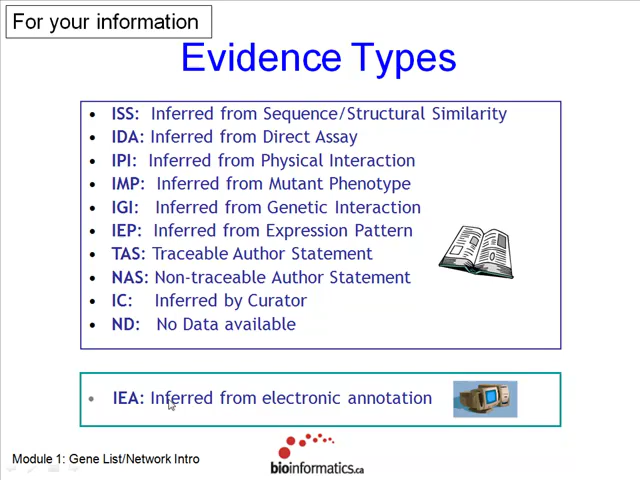 For your information
Evidence Types
• ISS: Inferred from Sequence/Structural Similarity
• IDA: Inferred from Direct Assay
• IPI: Inferred from Physical Interaction
• IMP: Inferred from Mutant Phenotype
• IGI: Inferred from Genetic Interaction
• IEP: Inferred from Expression Pattern
• TAS: Traceable Author Statement
• NAS: Non-traceable Author Statement
• IC: Inferred by Curator
• ND: No Data available
• IEA: Inferred from electronic annotation
Module 1: Gene List/Network Intro
bioinformatics.ca